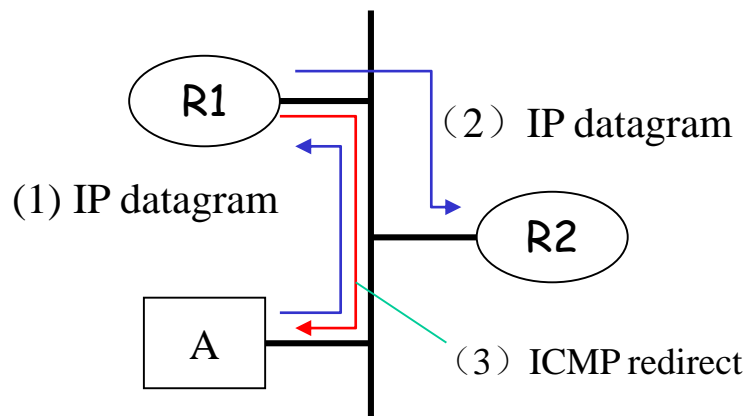 R1
（2）IP datagram
(1) IP datagram
R2
A
（3）ICMP redirect